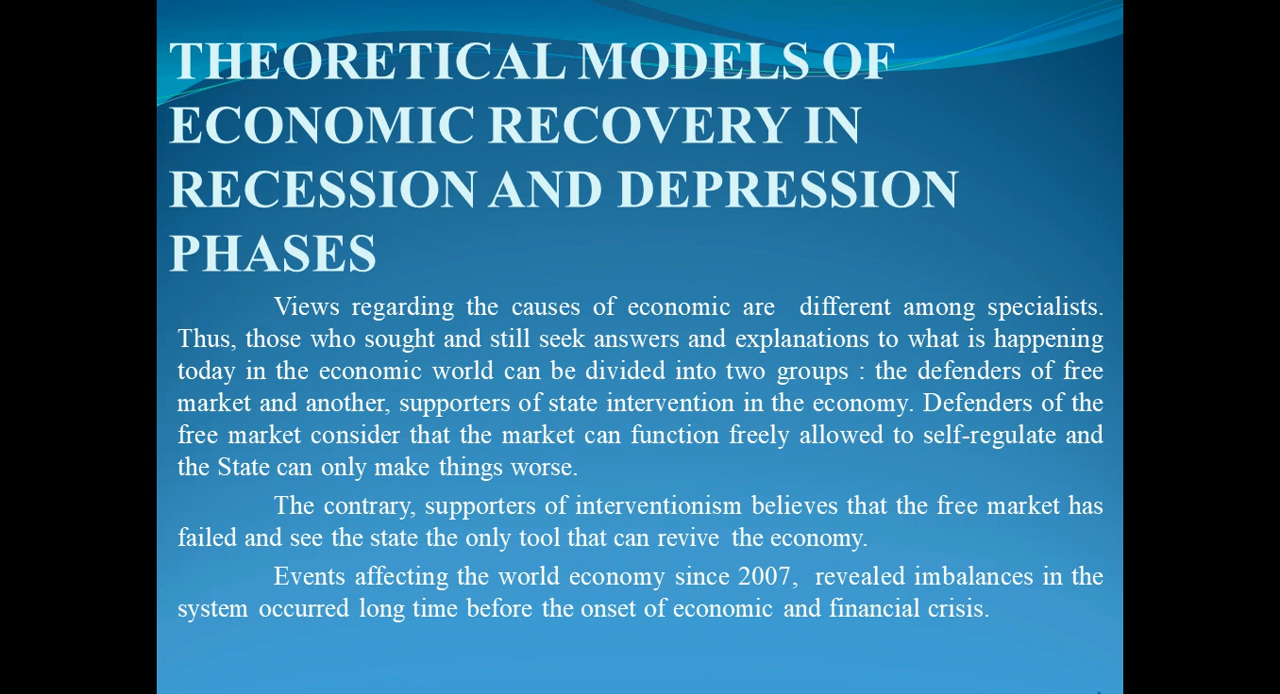 THEORETICAL MODELS OF
ECONOMIC RECOVERY IN
RECESSION AND DEPRESSION
PHASES
Views regarding the causes of economic are different among specialists.
Thus, those who sought and still seek answers and explanations to what is happening
today in the economic world can be divided into two groups : the defenders of free
market and another, supporters of state intervention in the economy. Defenders of the
free market consider that the market can function freely allowed to self-regulate and
the State can only make things worse.
The contrary, supporters of interventionism believes that the free market has
failed and see the state the only tool that can revive the economy.
Events affecting the world economy since 2007, revealed imbalances in the
system occurred long time before the onset of economic and financial crisis.